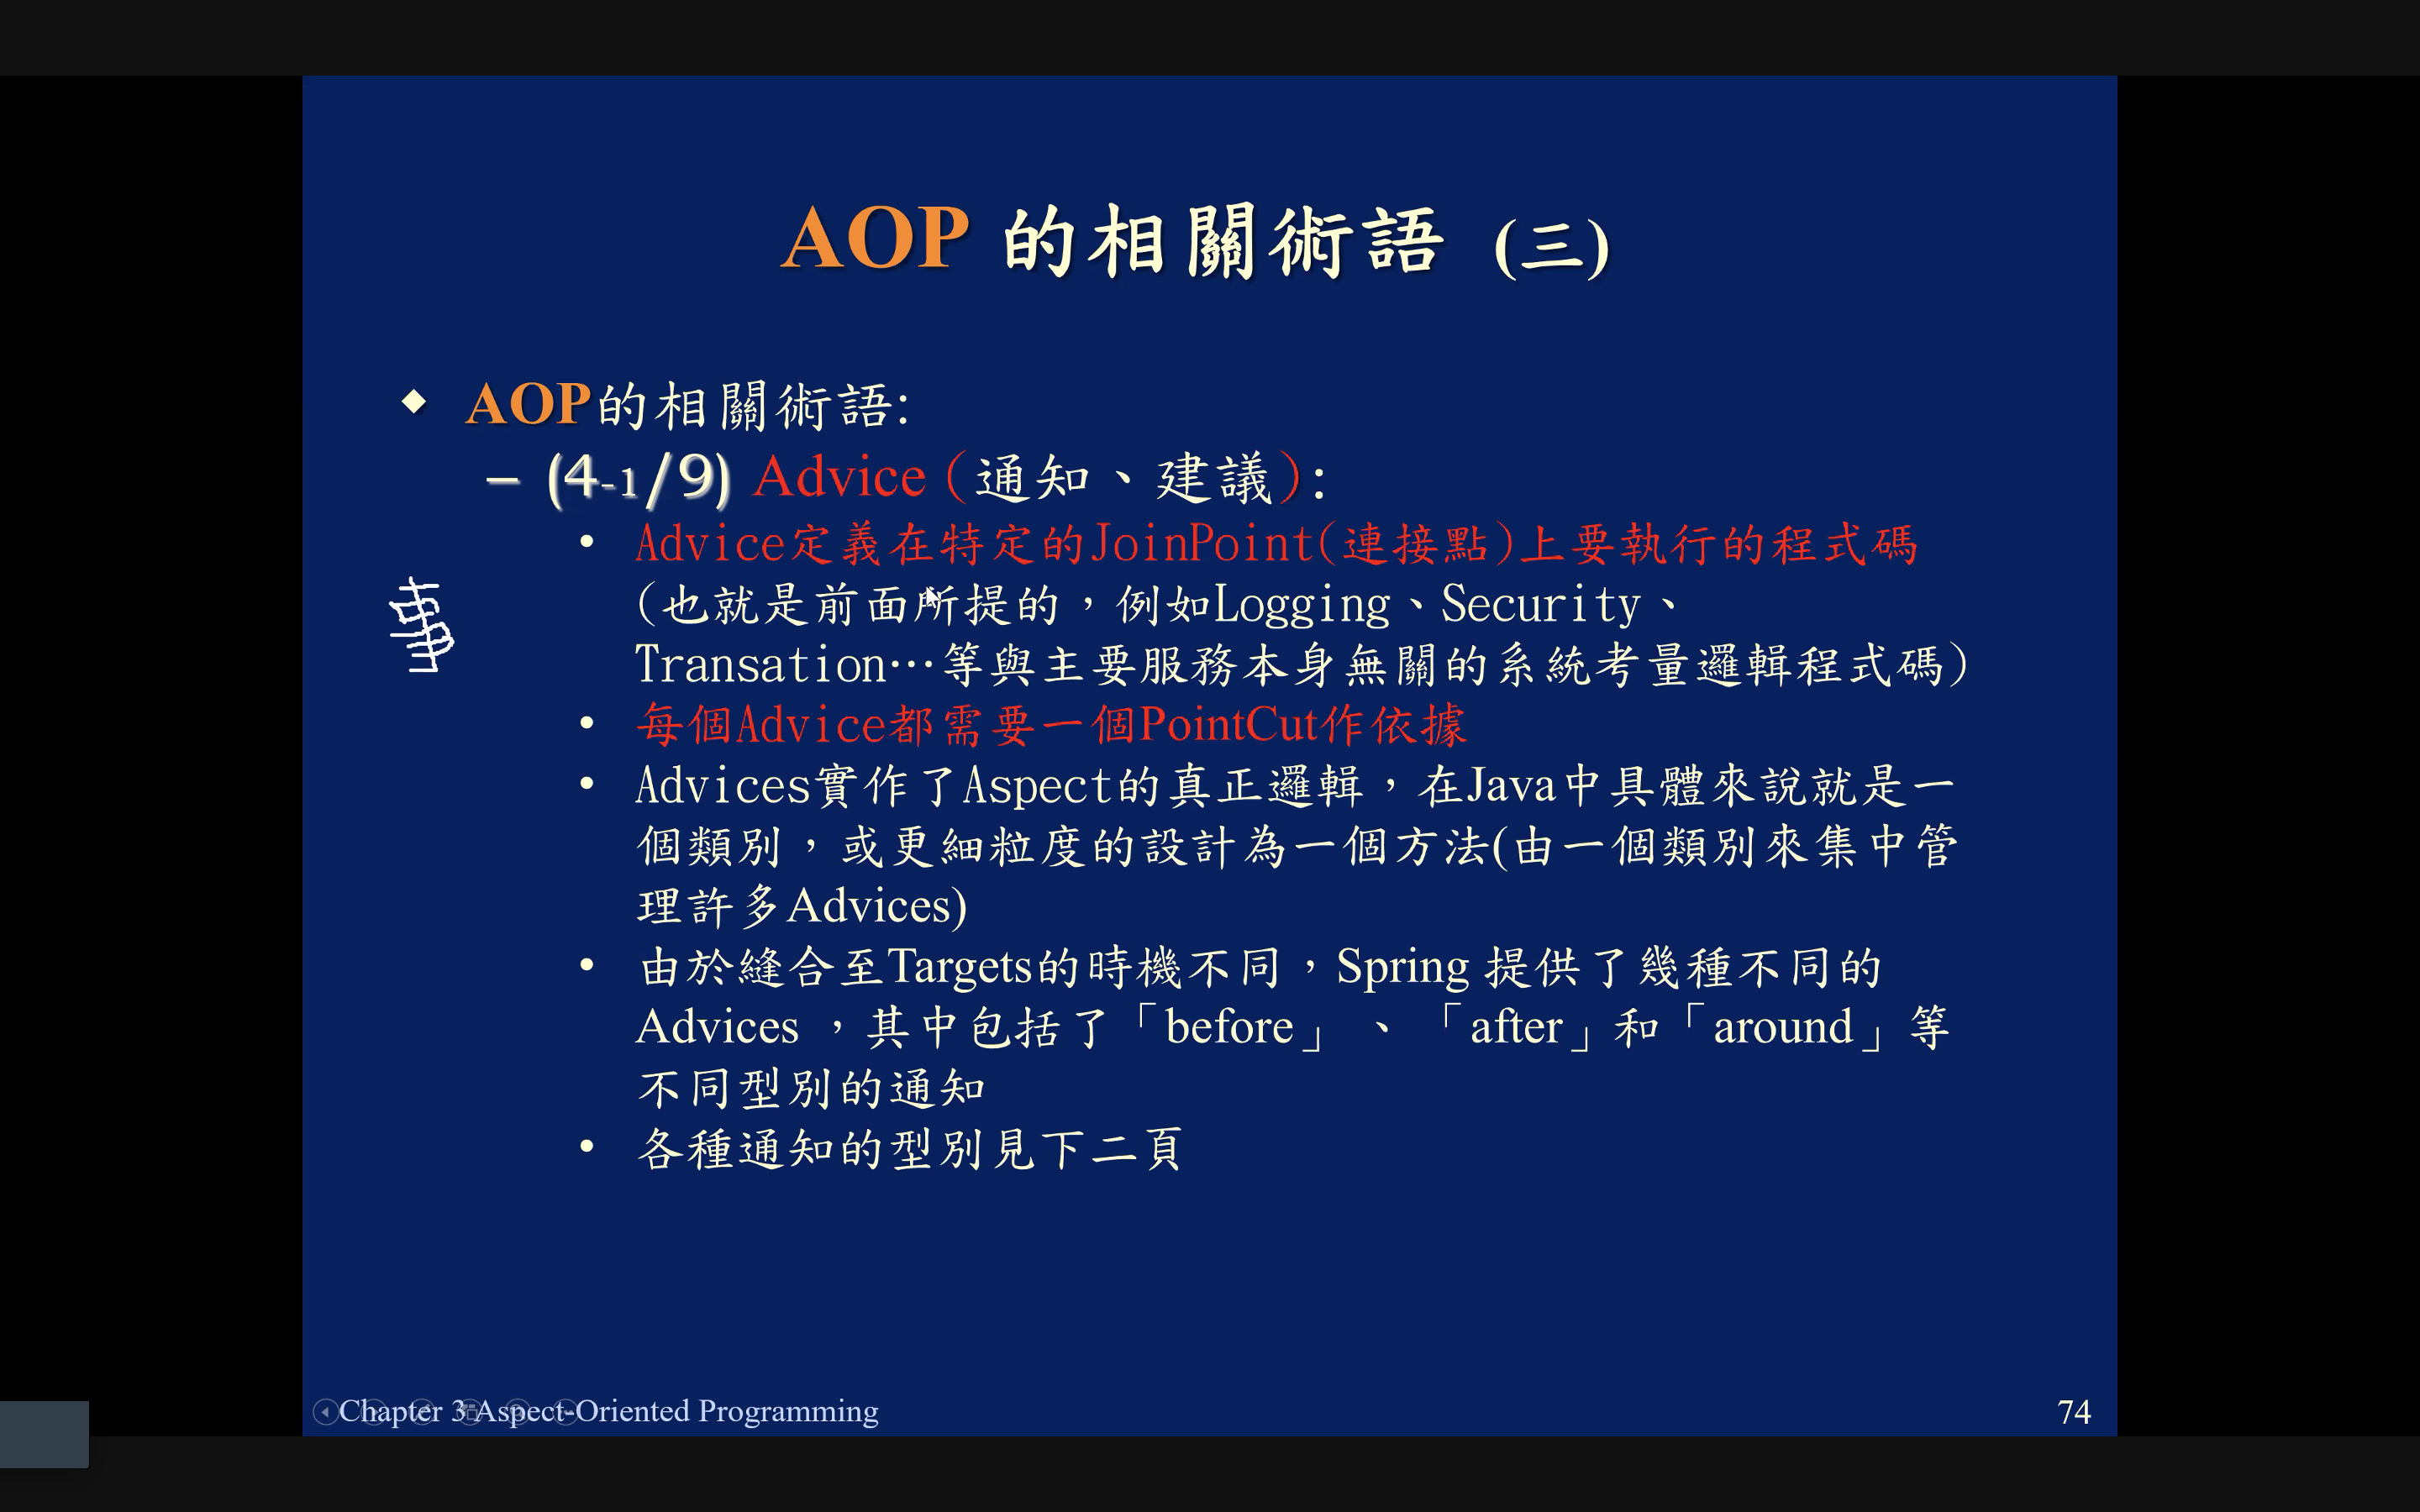 AOP 的相關術語 (三)
AOP的相關術語:
– (4-1/9) Advice (通知、建議):
• Advice定義在特定的JoinPoint(連接點)上要執行的程式碼
(也就是前面所提的，例如Logging、Security、
Transation…等與主要服務本身無關的系統考量邏輯程式碼)
• 每個Advice都需要一個PointCut作依據
• Advices實作了Aspect的真正邏輯，在Java中具體來說就是一
個類別，或更細粒度的設計為一個方法(由一個類別來集中管
理許多Advices)
• 由於縫合至Targets的時機不同，Spring 提供了幾種不同的
Advices ，其中包括了「before」 、「after」和「around」等
不同型別的通知
• 各種通知的型別見下二頁
Chapter 3 Aspect-Oriented Programming
74